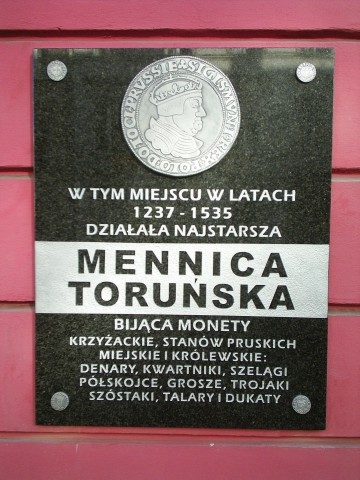 W TYM MIEJSCU W LATACH
1237 - 1535
DZIAŁAŁA NAJSTARSZA
MENNICA
TORUŃSKA
BIJĄCA MONETY
KRZYŻACKIE, STANÓW PRUSKICH
MIEJSKIE I KRÓLEWSKIE:
DENARY, KWARTNIKI, SZELĄGI
PÓŁSKOJCE, GROSZE, TROJAKI
SZÓSTAKI, TALARY I DUKATY